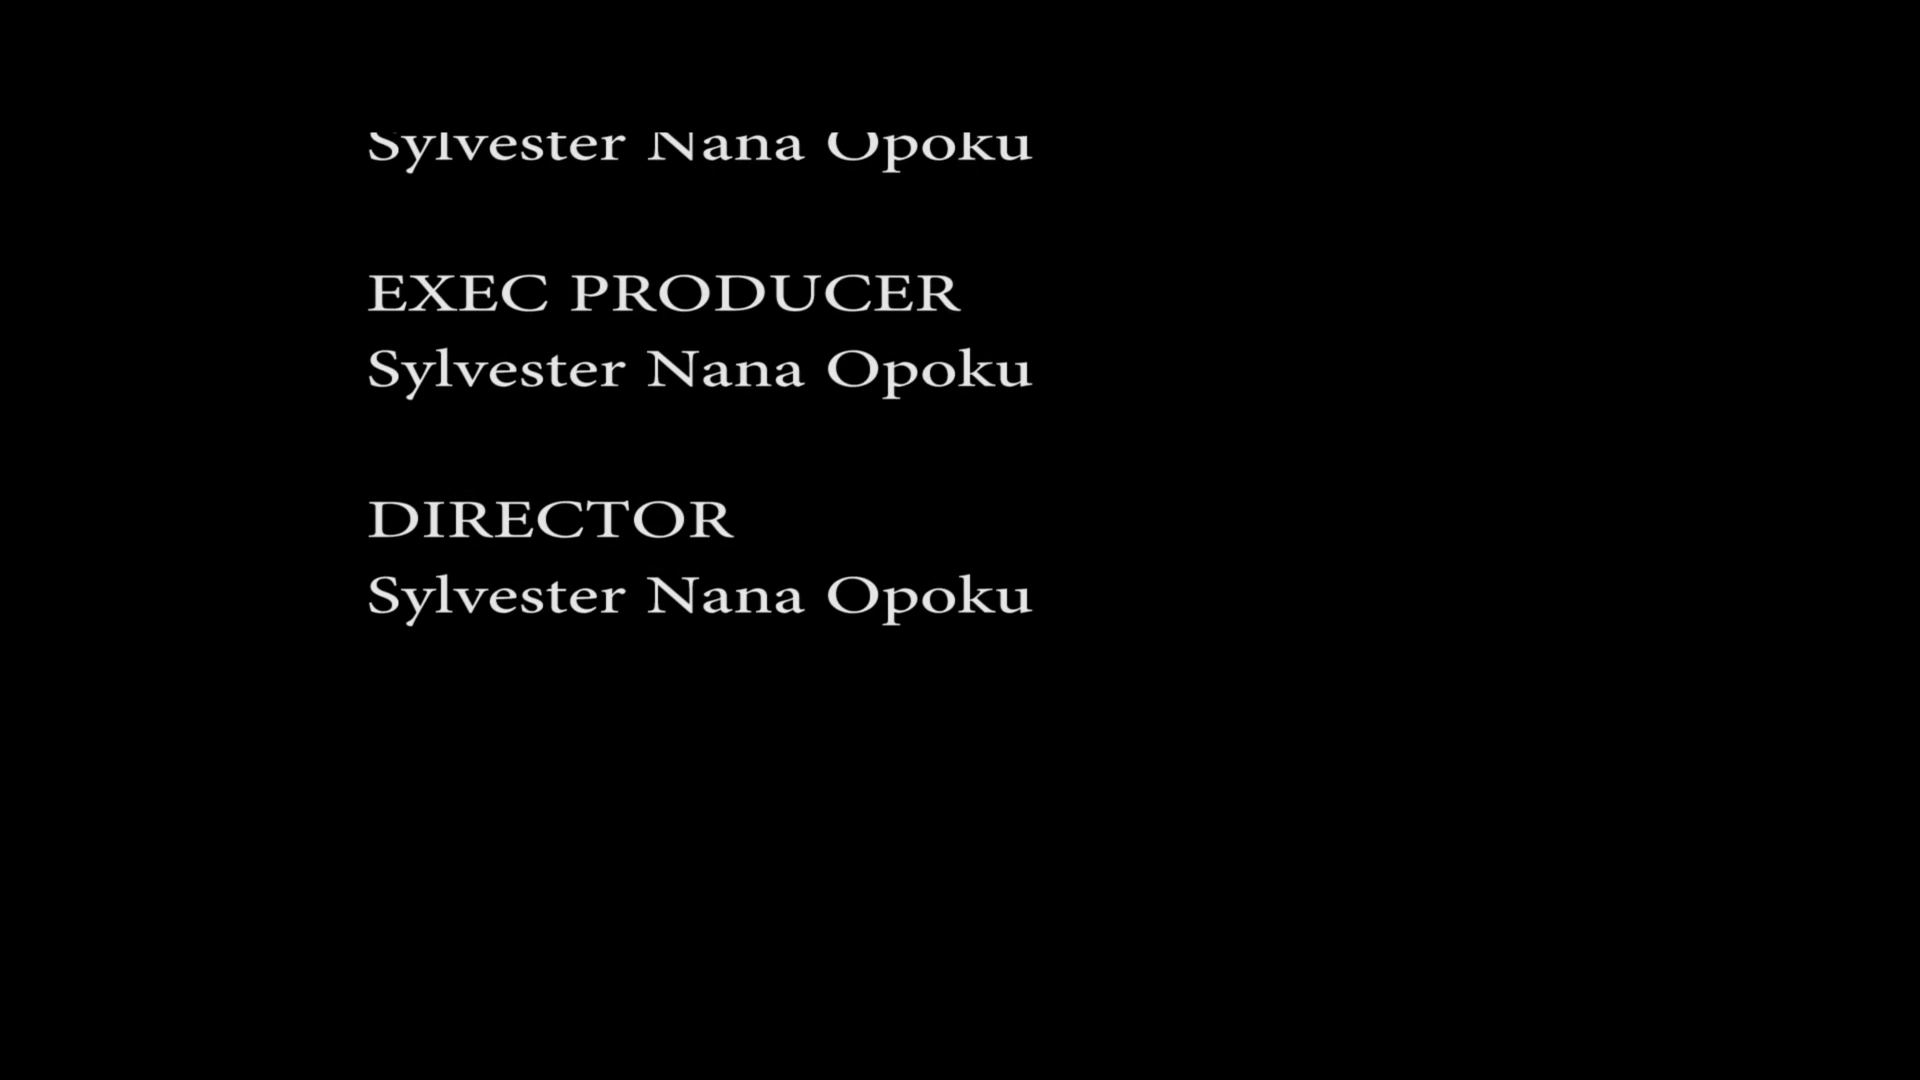 Sylvester Nana Opoku
EXEC PRODUCER
Sylvester Nana Opoku
DIRECTOR
Sylvester Nana Opoku